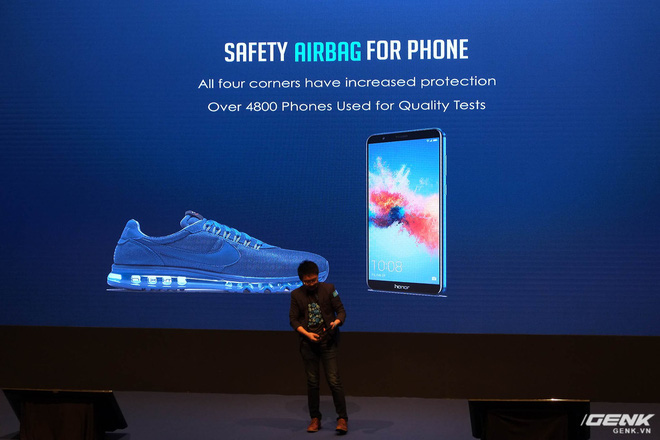 SAFETY AIRBAG FOR PHONE
All four corners have increased protection
Over 4800 Phones Used for Quality Tests
10:08
honor
GENK
GENK.VN